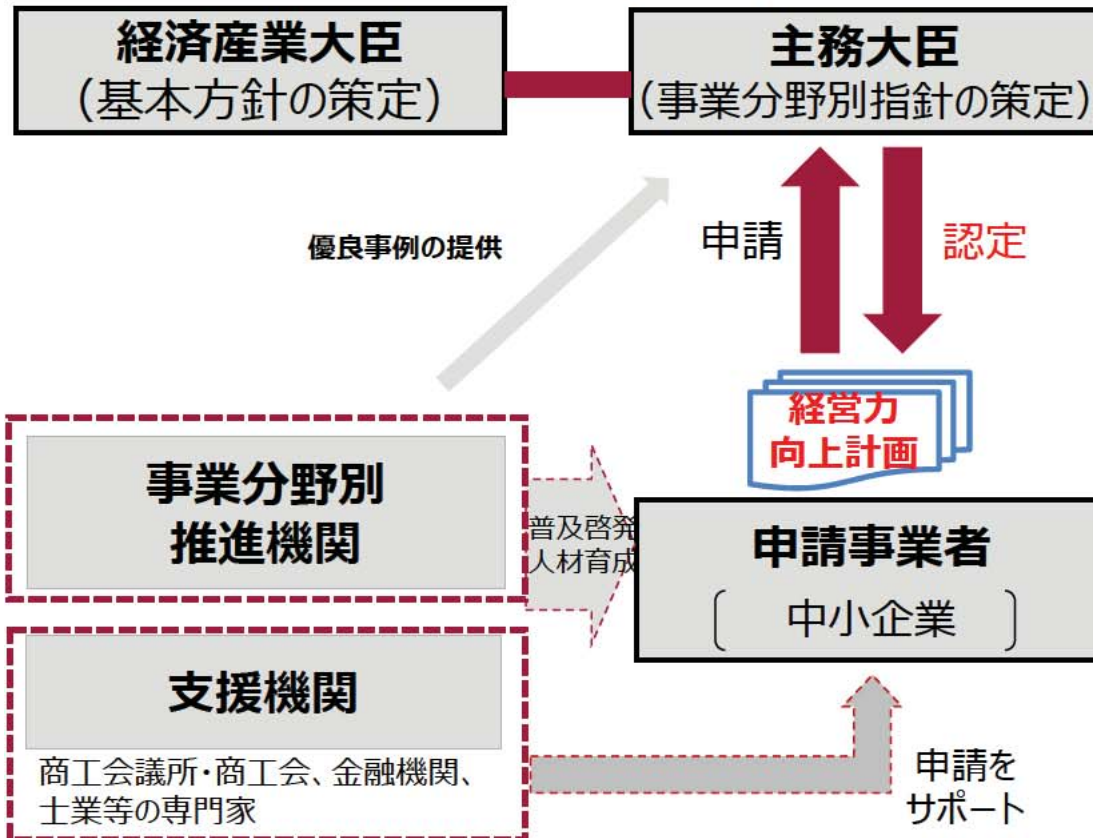 経済産業大臣
（基本方針の策定）
主務大臣
（事業分野別指針の策定）
優良事例の提供
申請
認定
経営力
向上計画
事業分野別
推進機関
普及啓発
人材育成
申請事業者
〔 中小企業 〕
支援機関
商工会議所・商工会、金融機関、
士業等の専門家
申請を
サポート